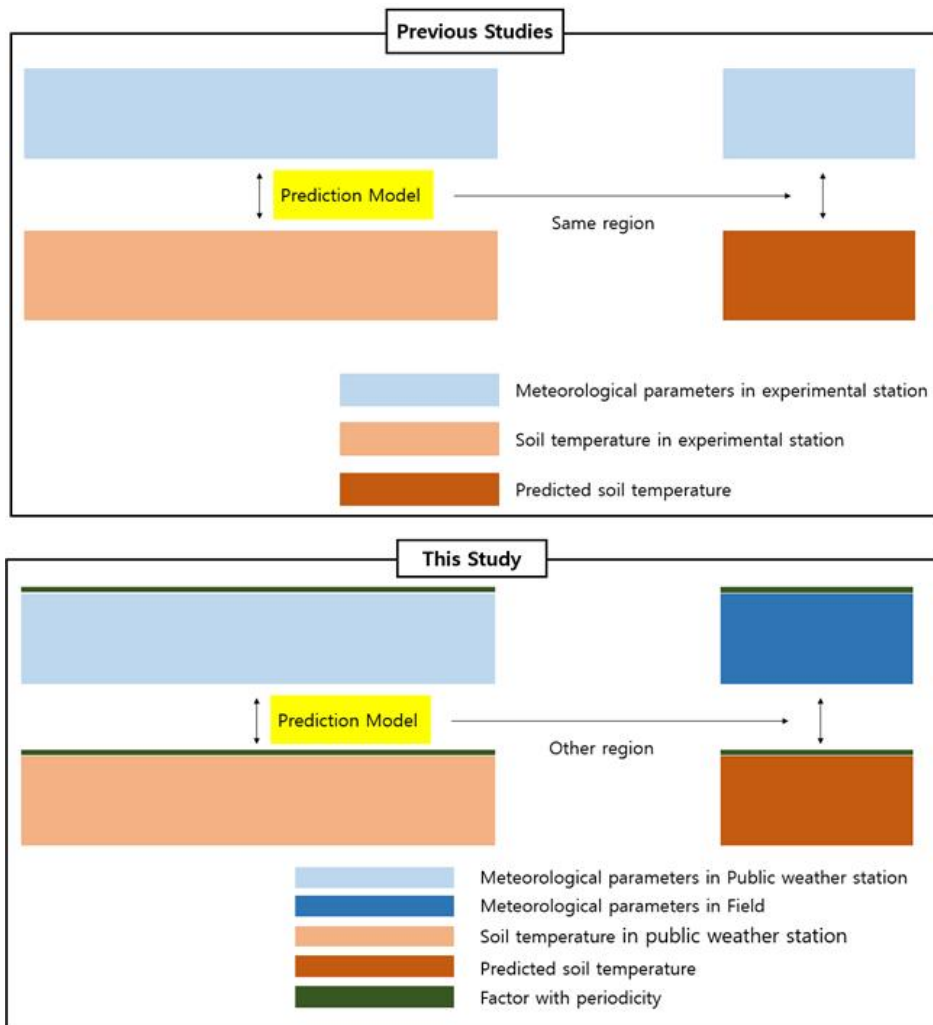 Previous Studies
Prediction Model
Same region
Meteorological parameters in experimental station
Soil temperature in experimental station
Predicted soil temperature
This Study
Prediction Model
Other region
Meteorological parameters in Public weather station
Meteorological parameters in Field
Soil temperature in public weather station
Predicted soil temperature
Factor with periodicity